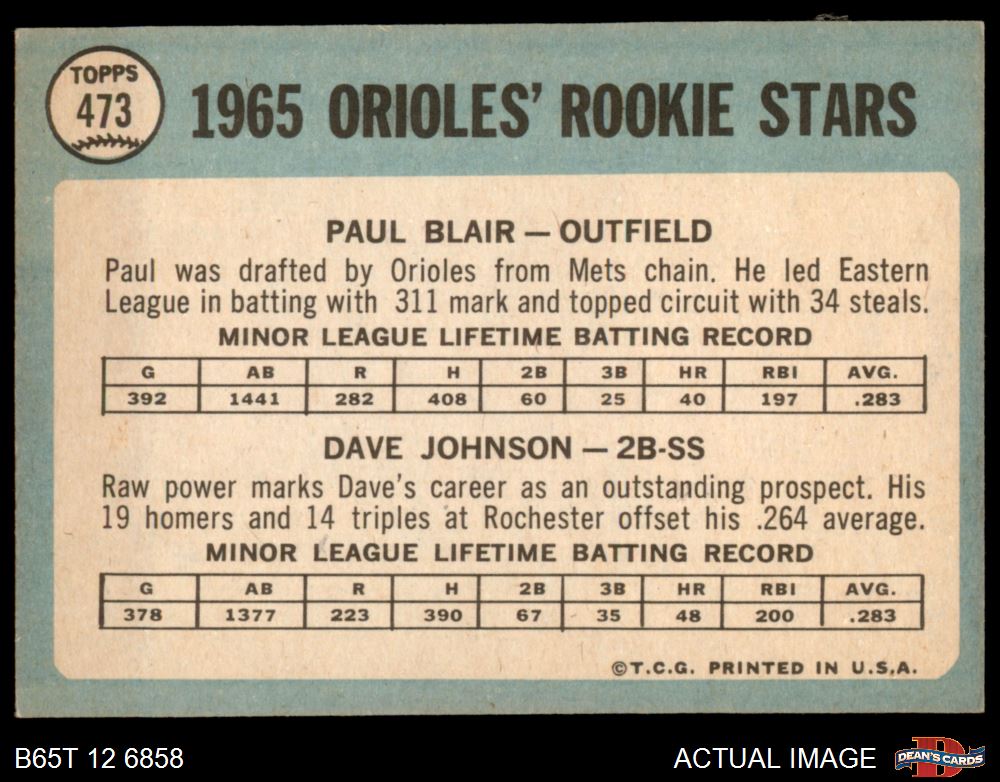 TOPPS
473
1965 ORIOLES' ROOKIE STARS
PAUL BLAIR — OUTFIELD
Paul was drafted by Orioles from Mets chain. He led Eastern
League in batting with 311 mark and topped circuit with 34 steals.
MINOR LEAGUE LIFETIME BATTING RECORD
G AB R H 2B 3B HR RBI AVG.
392 1441 282 408 60 25 40 197 .283
DAVE JOHNSON — 2B-SS
Raw power marks Dave's career as an outstanding prospect. His
19 homers and 14 triples at Rochester offset his .264 average.
MINOR LEAGUE LIFETIME BATTING RECORD
G AB R H 2B 3B HR RBI AVG.
378 1377 223 390 67 35 48 200 .283
©T.C.G. PRINTED IN U.S.A.
B65T 12 6858
ACTUAL IMAGE
D
DEAN'S CARDS